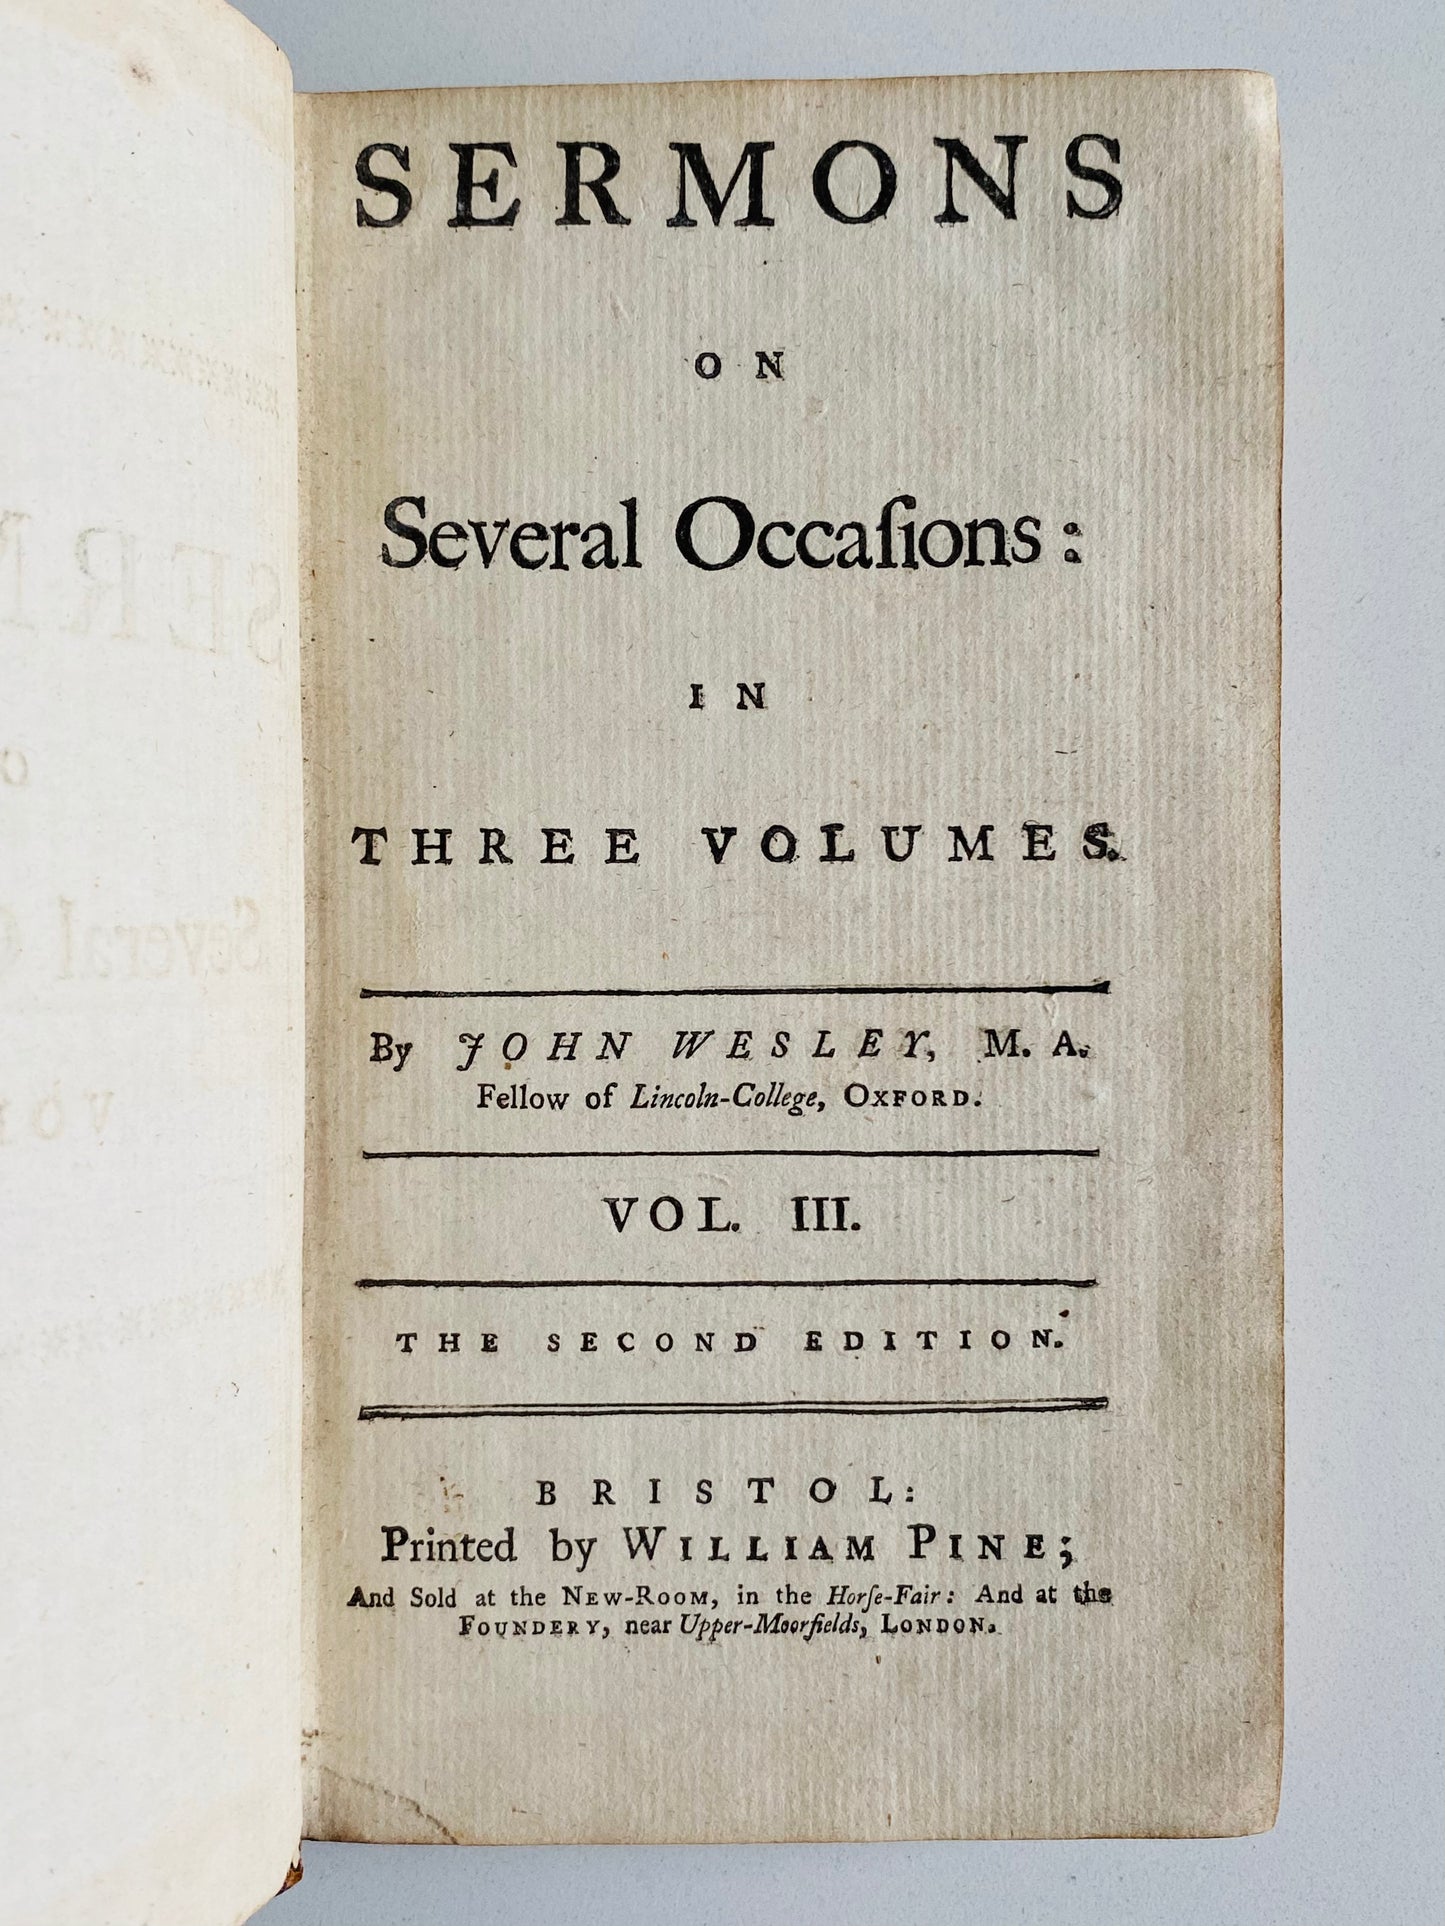 SERMONS
ON
Several Occaſions:
IN
THREE VOLUMES.
By JOHN WESLEY, M. A.
Fellow of Lincoln-College, OXFORD.
VOL. III.
THE SECOND EDITION.
BRISTOL:
Printed by WILLIAM PINE;
And Sold at the NEW-ROOM, in the Horſe-Fair: And at the
FOUNDERY, near Upper-Moorfields, LONDON.